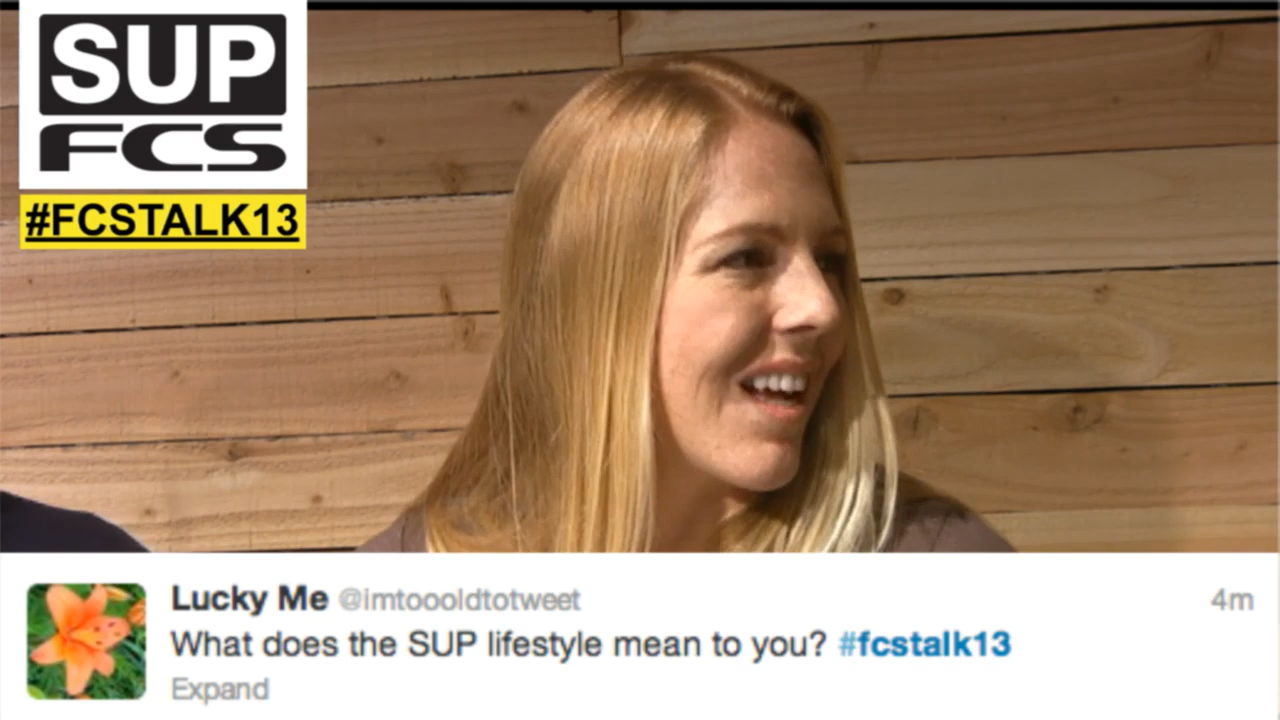 SUP
FCS
#FCSTALK13
Lucky Me @imtoooldtotweet 4m
What does the SUP lifestyle mean to you? #fcstalk13
Expand